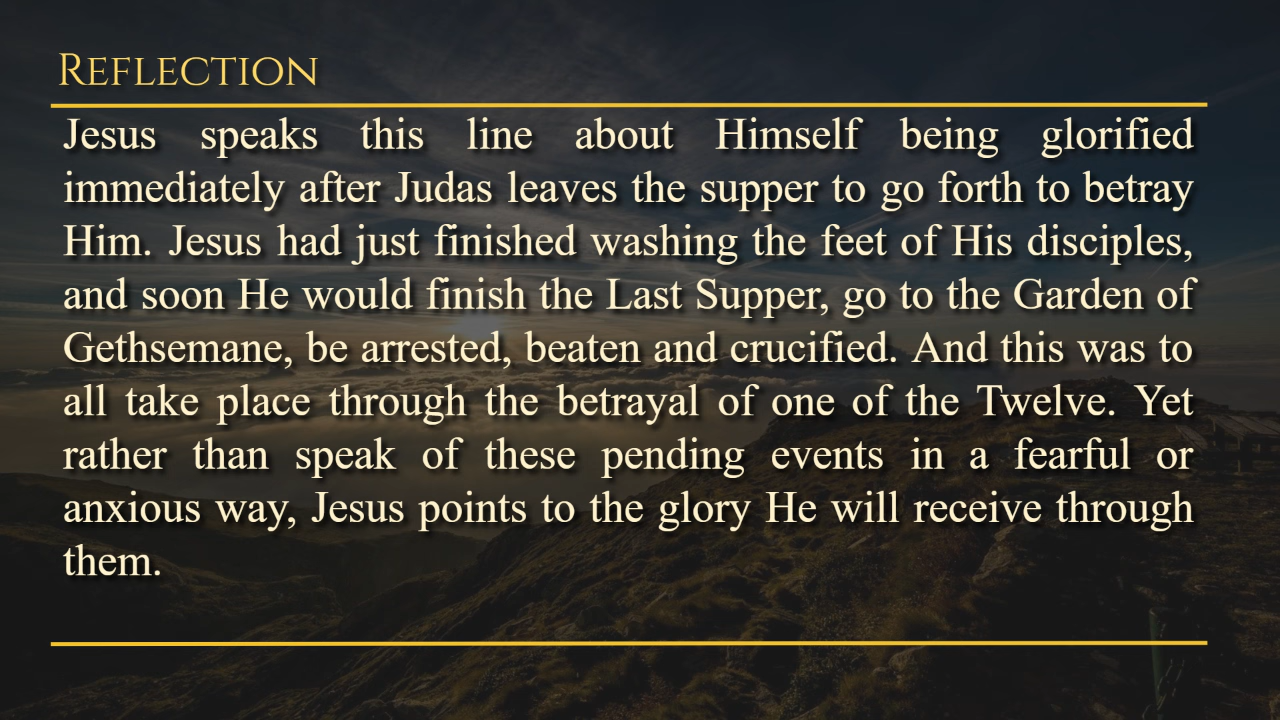 Reflection
Jesus speaks this line about Himself being glorified
immediately after Judas leaves the supper to go forth to betray
Him. Jesus had just finished washing the feet of His disciples,
and soon He would finish the Last Supper, go to the Garden of
Gethsemane, be arrested, beaten and crucified. And this was to
all take place through the betrayal of one of the Twelve. Yet
rather than speak of these pending events in a fearful or
anxious way, Jesus points to the glory He will receive through
them.